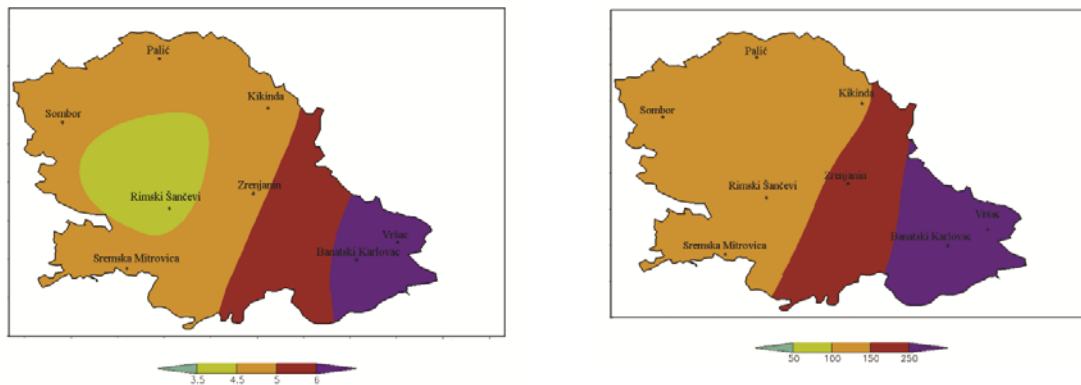 Palić
Kikinda
Sombor
Rimski Šančevi
Zrenjanin
Sremska Mitrovica
Vršac
Banatski Karlovac
3.5 4.5 5 6
Palić
Kikinda
Sombor
Zrenjanin
Rimski Šančevi
Vršac
Banatski Karlovac
Sremska Mitrovica
50 100 150 250